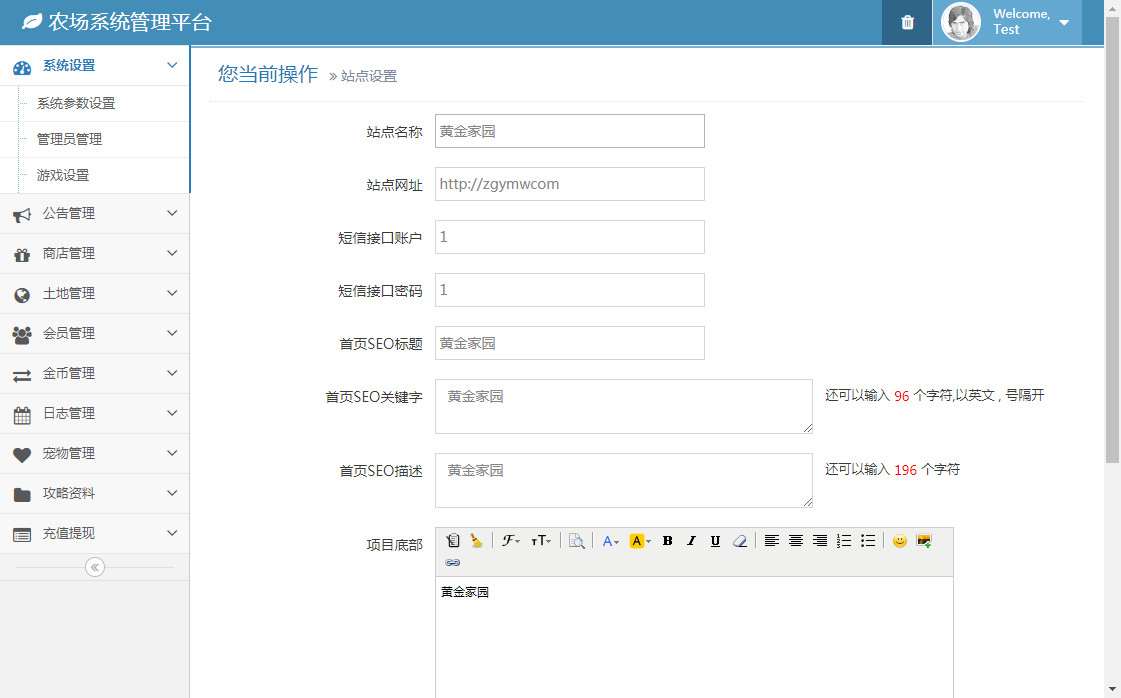 农场系统管理平台
Welcome,
Test
系统设置
系统参数设置
管理员管理
游戏设置
公告管理
商店管理
土地管理
会员管理
金币管理
日志管理
宠物管理
攻略资料
充值提现
您当前操作 » 站点设置
站点名称 黄金家园
站点网址 http://zgymwcom
短信接口账户 1
短信接口密码 1
首页SEO标题 黄金家园
首页SEO关键字 黄金家园 还可以输入 96 个字符,以英文 , 号隔开
首页SEO描述 黄金家园 还可以输入 196 个字符
项目底部
黄金家园